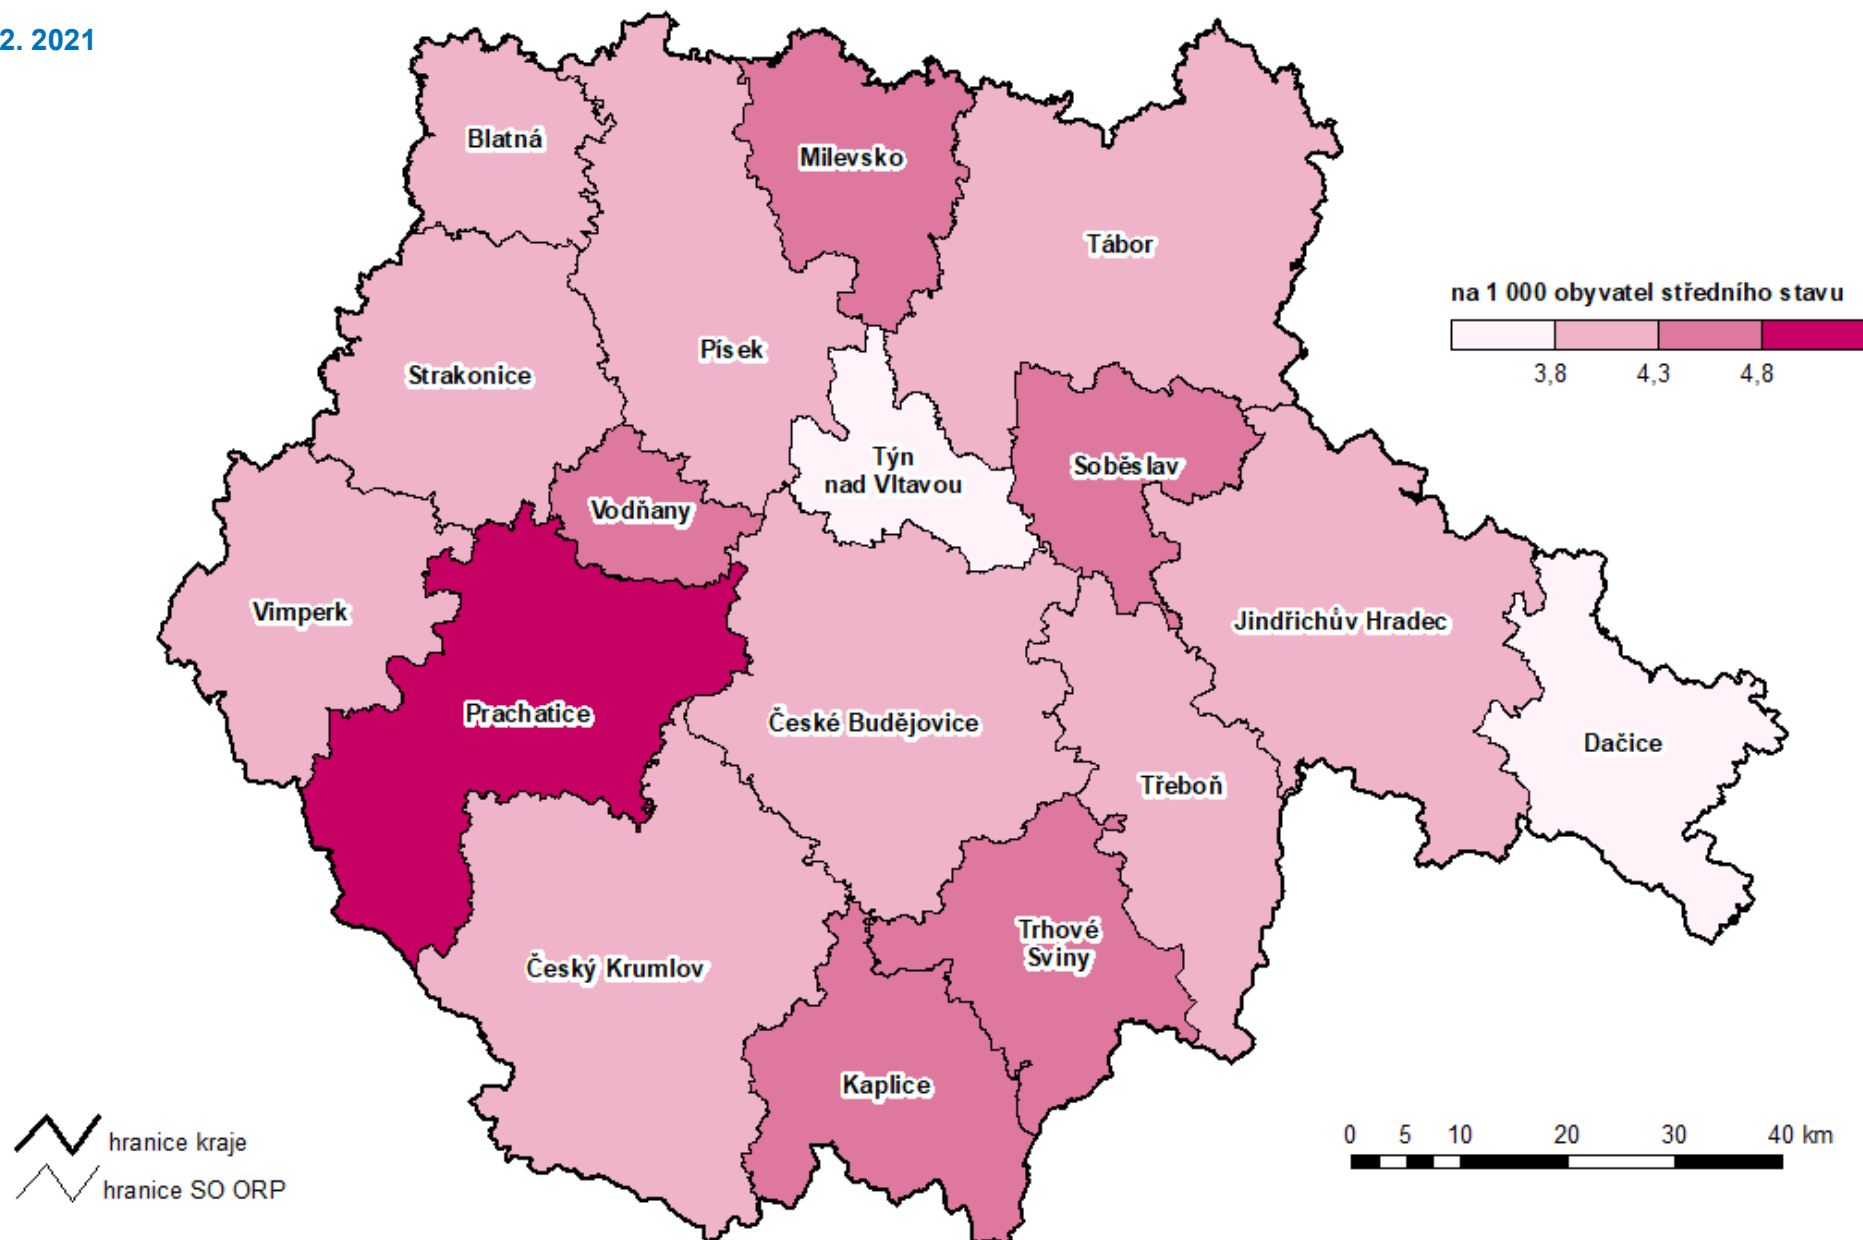 2. 2021
Blatná
Milevsko
Tábor
na 1 000 obyvatel středního stavu
3,8 4,3 4,8
Písek
Strakonice
Týn
nad Vltavou
Soběslav
Vodňany
Vimperk
Jindřichův Hradec
Prachatice
České Budějovice
Dačice
Třeboň
Trhové
Sviny
Český Krumlov
Kaplice
hranice kraje
hranice SO ORP
0 5 10 20 30 40 km